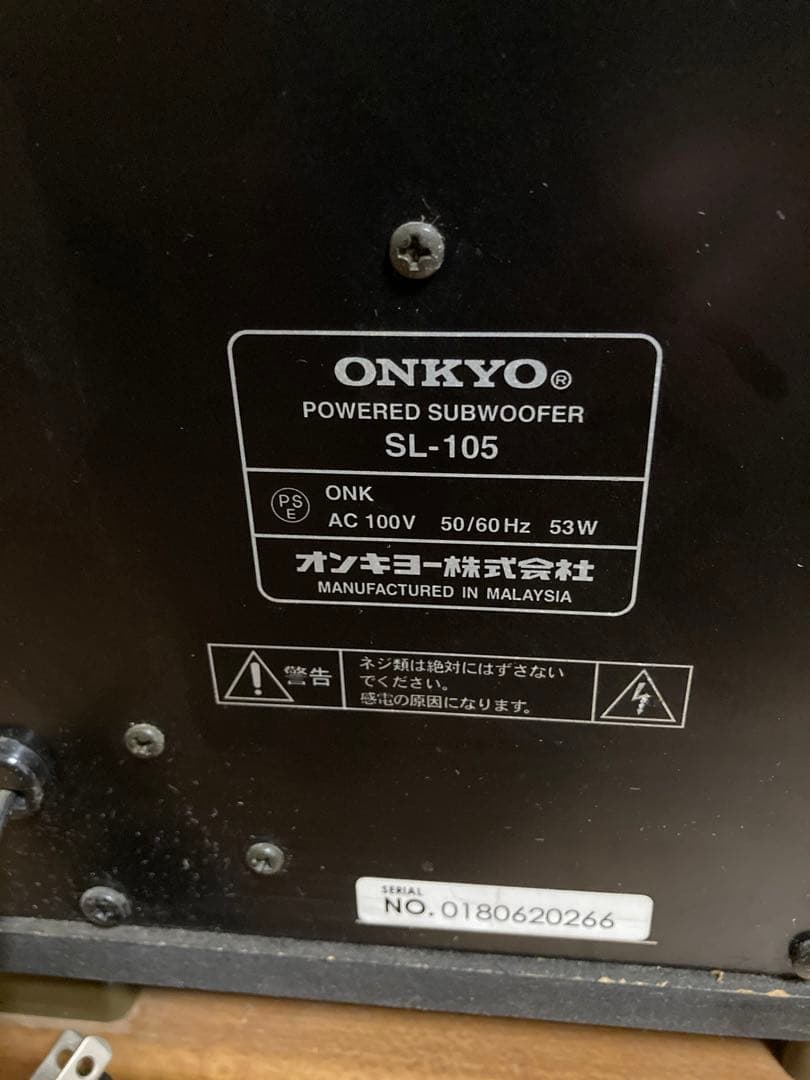 ONKYO®
POWERED SUBWOOFER
SL-105
PS
E
ONK
AC 100V 50/60Hz 53W
オンキヨー株式会社
MANUFACTURED IN MALAYSIA
警告
ネジ類は絶対にはずさない
でください。
感電の原因になります。
SERIAL
NO. 0180620266